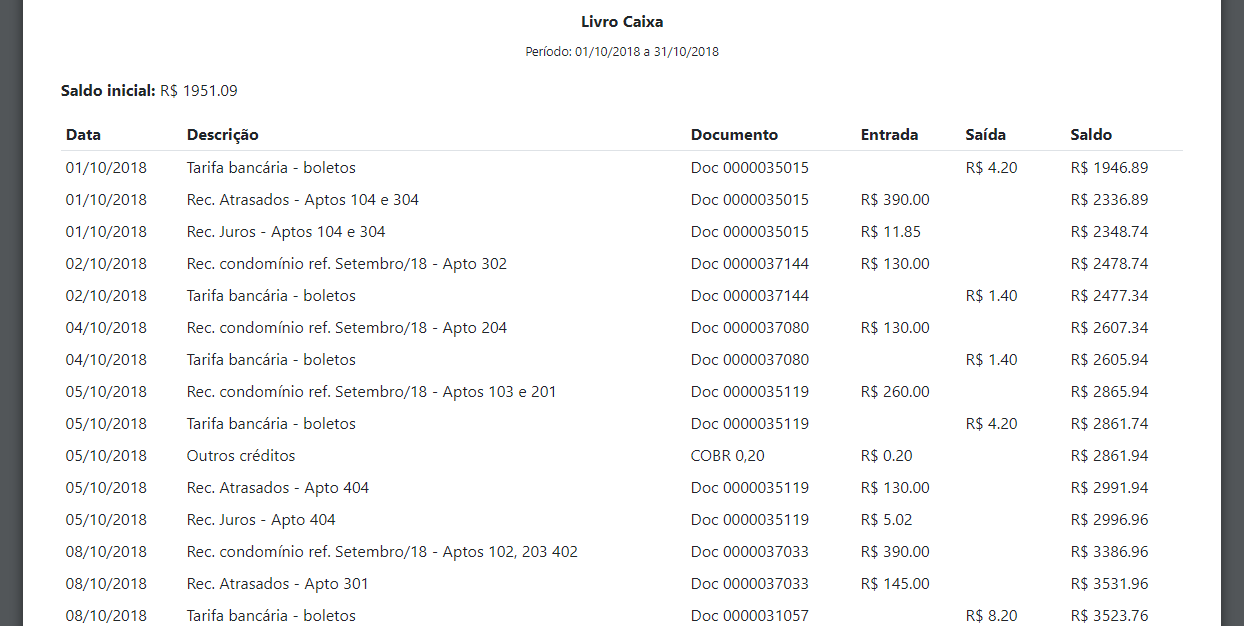 Livro Caixa
Período: 01/10/2018 a 31/10/2018
Saldo inicial: R$ 1951.09
Data Descrição Documento Entrada Saída Saldo
01/10/2018 Tarifa bancária - boletos Doc 0000035015 R$ 4.20 R$ 1946.89
01/10/2018 Rec. Atrasados - Aptos 104 e 304 Doc 0000035015 R$ 390.00 R$ 2336.89
01/10/2018 Rec. Juros - Aptos 104 e 304 Doc 0000035015 R$ 11.85 R$ 2348.74
02/10/2018 Rec. condomínio ref. Setembro/18 - Apto 302 Doc 0000037144 R$ 130.00 R$ 2478.74
02/10/2018 Tarifa bancária - boletos Doc 0000037144 R$ 1.40 R$ 2477.34
04/10/2018 Rec. condomínio ref. Setembro/18 - Apto 204 Doc 0000037080 R$ 130.00 R$ 2607.34
04/10/2018 Tarifa bancária - boletos Doc 0000037080 R$ 1.40 R$ 2605.94
05/10/2018 Rec. condomínio ref. Setembro/18 - Aptos 103 e 201 Doc 0000035119 R$ 260.00 R$ 2865.94
05/10/2018 Tarifa bancária - boletos Doc 0000035119 R$ 4.20 R$ 2861.74
05/10/2018 Outros créditos COBR 0,20 R$ 0.20 R$ 2861.94
05/10/2018 Rec. Atrasados - Apto 404 Doc 0000035119 R$ 130.00 R$ 2991.94
05/10/2018 Rec. Juros - Apto 404 Doc 0000035119 R$ 5.02 R$ 2996.96
08/10/2018 Rec. condomínio ref. Setembro/18 - Aptos 102, 203 402 Doc 0000037033 R$ 390.00 R$ 3386.96
08/10/2018 Rec. Atrasados - Apto 301 Doc 0000037033 R$ 145.00 R$ 3531.96
08/10/2018 Tarifa bancária - boletos Doc 0000031057 R$ 8.20 R$ 3523.76